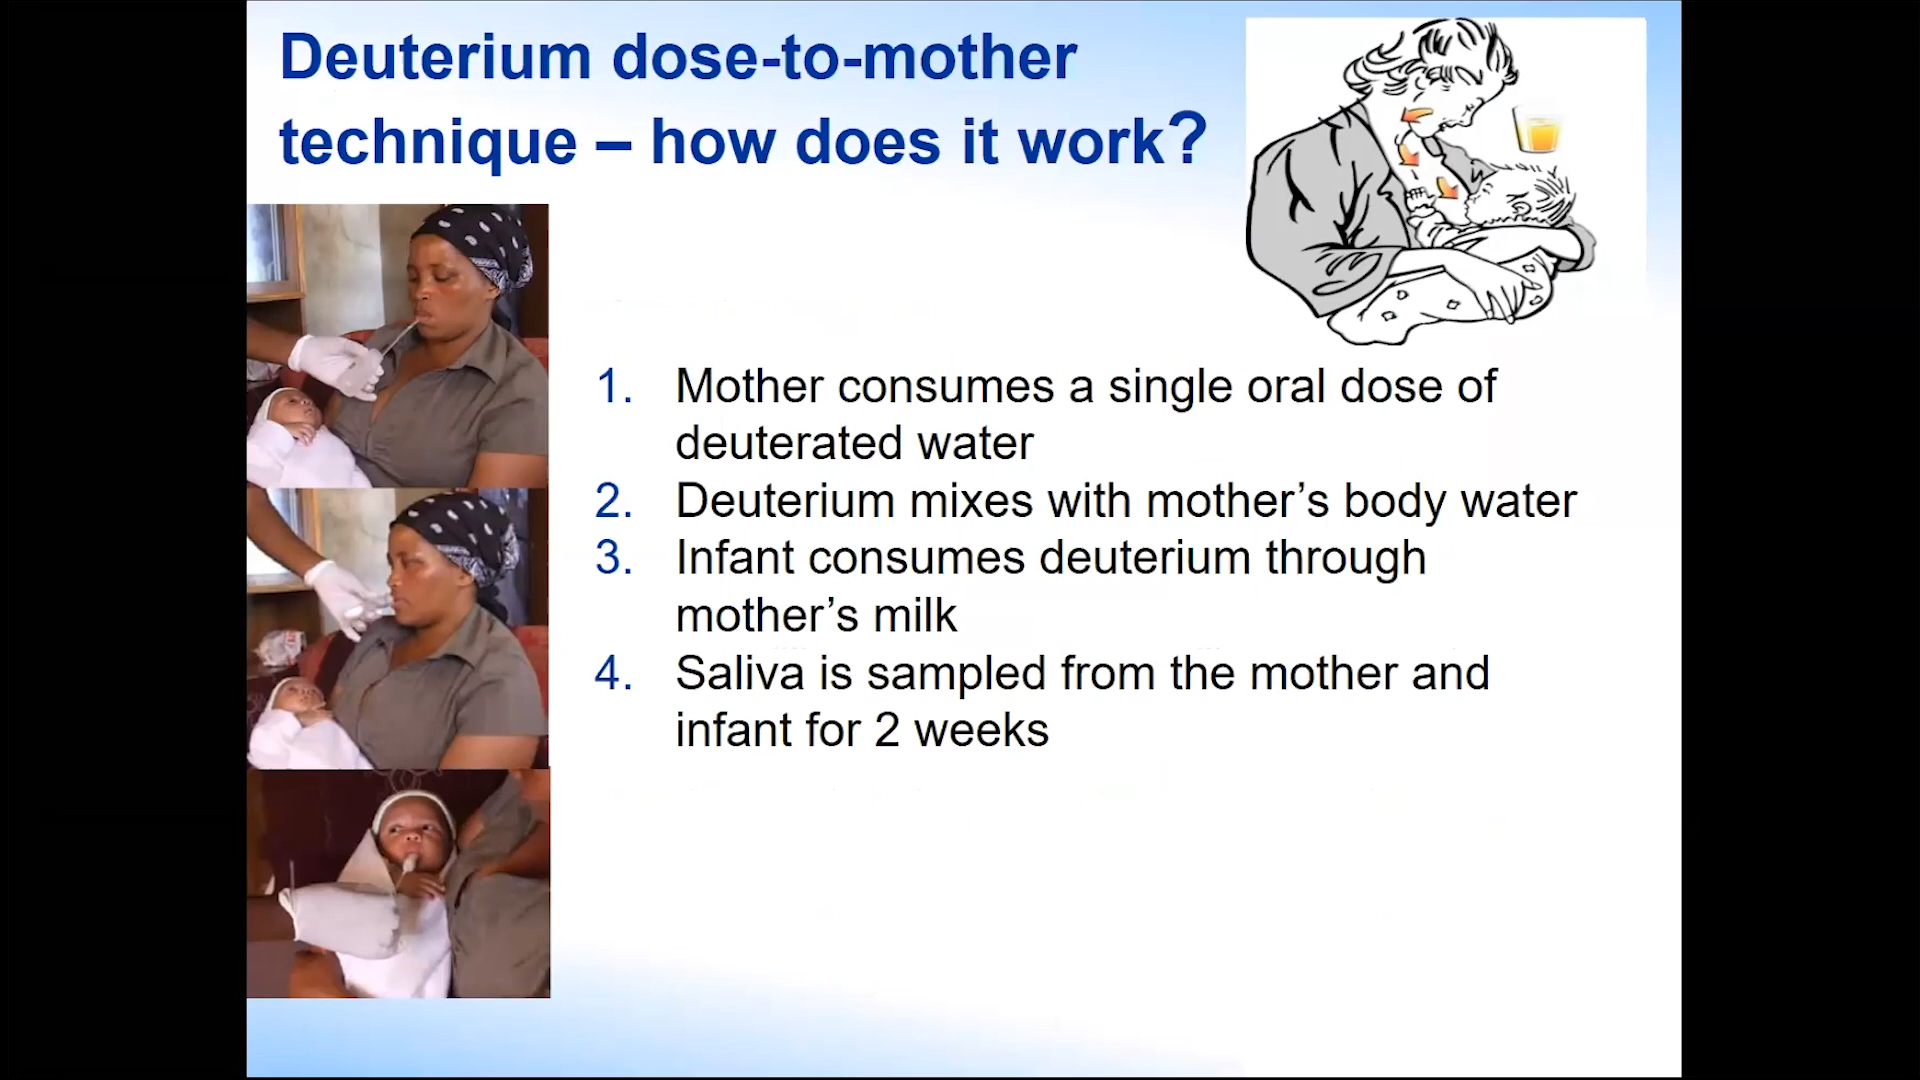 Deuterium dose-to-mother
technique – how does it work?
1. Mother consumes a single oral dose of
deuterated water
2. Deuterium mixes with mother’s body water
3. Infant consumes deuterium through
mother’s milk
4. Saliva is sampled from the mother and
infant for 2 weeks